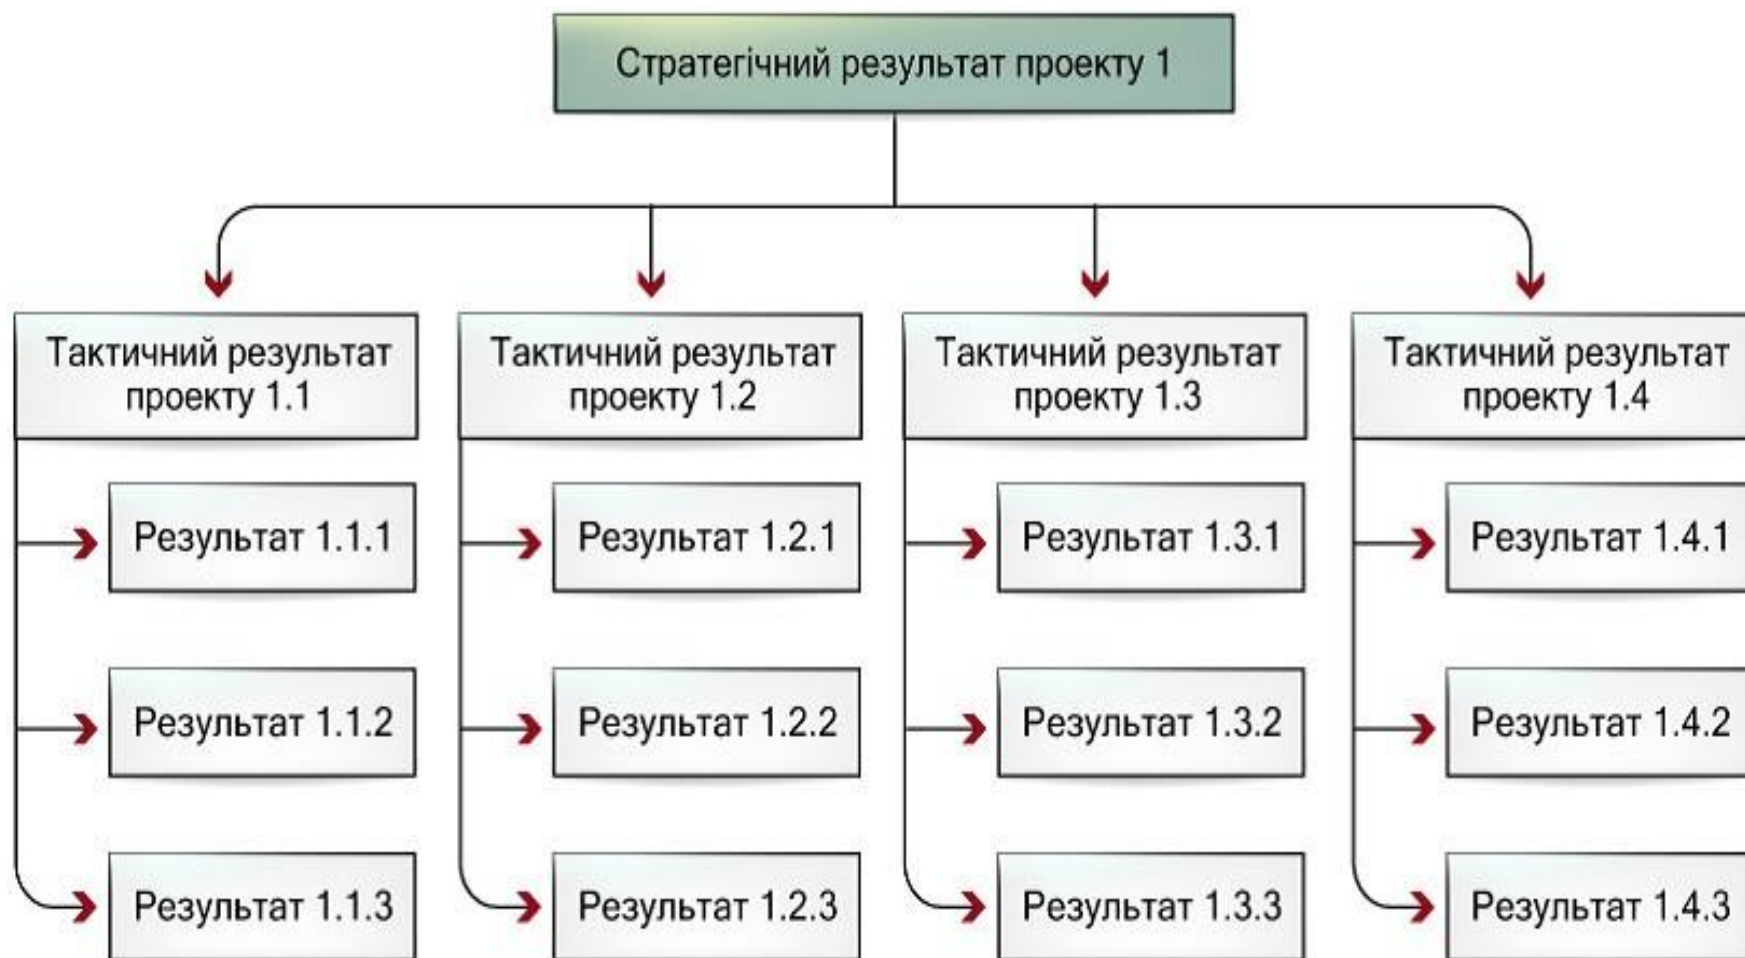 Стратегічний результат проекту 1
Тактичний результат
проекту 1.1
Тактичний результат
проекту 1.2
Тактичний результат
проекту 1.3
Тактичний результат
проекту 1.4
Результат 1.1.1
Результат 1.2.1
Результат 1.3.1
Результат 1.4.1
Результат 1.1.2
Результат 1.2.2
Результат 1.3.2
Результат 1.4.2
Результат 1.1.3
Результат 1.2.3
Результат 1.3.3
Результат 1.4.3